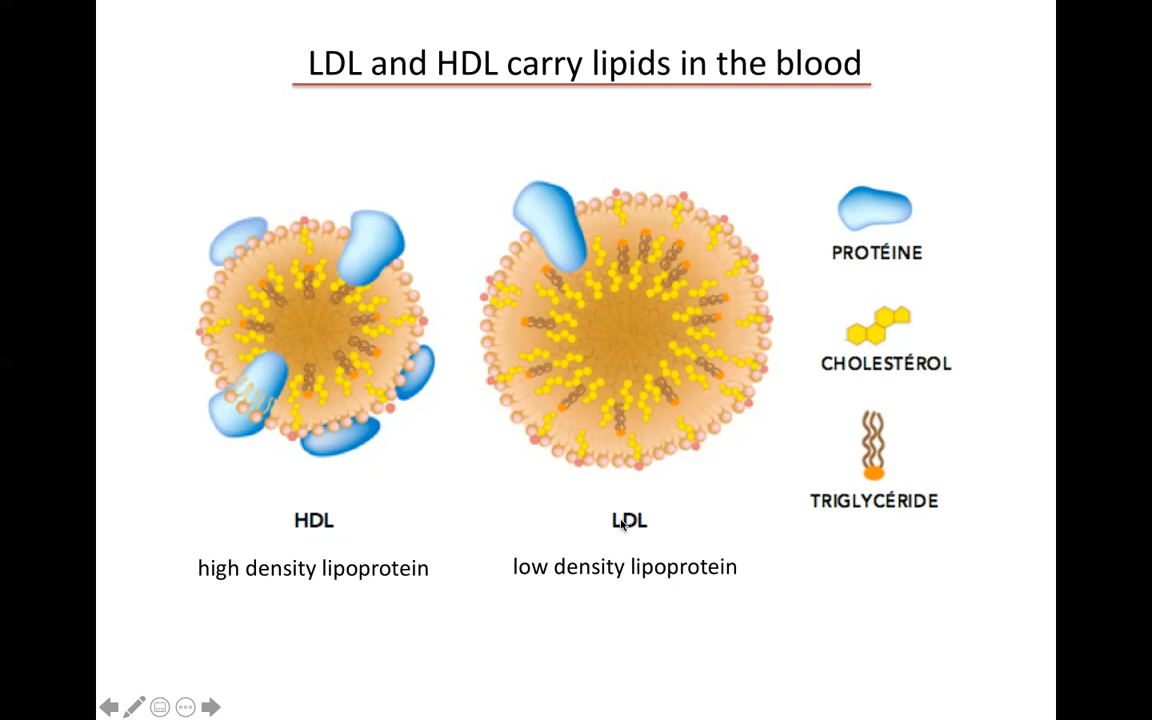 LDL and HDL carry lipids in the blood
PROTÉINE
CHOLESTÉROL
TRIGLYCÉRIDE
HDL
LDL
high density lipoprotein
low density lipoprotein